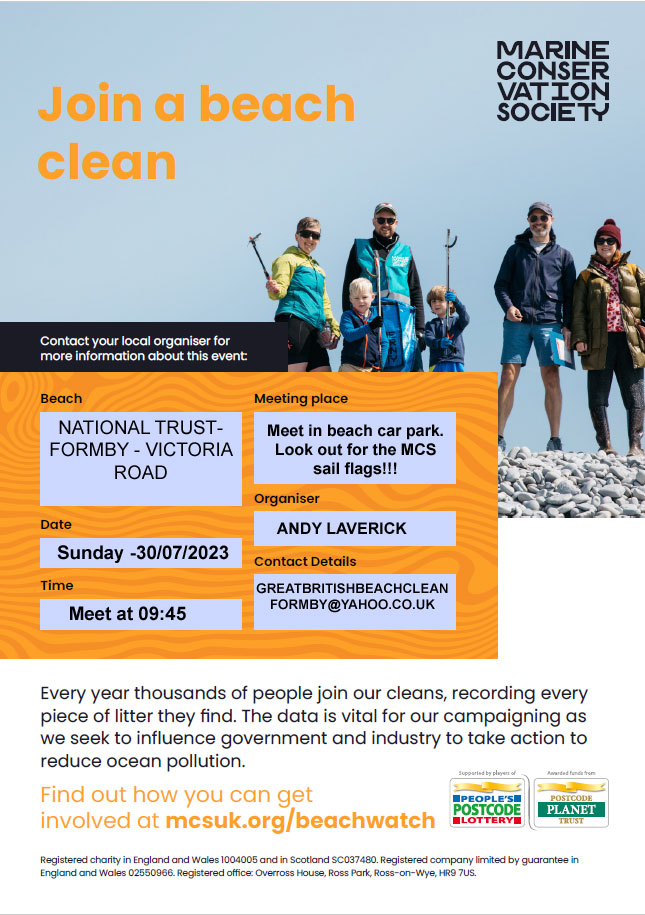 Join a beach
clean
MARINE
CONSER
VATION
SOCIETY
Contact your local organiser for
more information about this event:
Beach
NATIONAL TRUST-
FORMBY - VICTORIA
ROAD
Date
Sunday -30/07/2023
Time
Meet at 09:45
Meeting place
Meet in beach car park.
Look out for the MCS
sail flags!!!
Organiser
ANDY LAVERICK
Contact Details
GREATBRITISHBEACHCLEAN
FORMBY@YAHOO.CO.UK
Every year thousands of people join our cleans, recording every
piece of litter they find. The data is vital for our campaigning as
we seek to influence government and industry to take action to
reduce ocean pollution.
Find out how you can get
involved at mcsuk.org/beachwatch
Supported by players of
PEOPLE'S
POSTCODE
LOTTERY
Awarded funds from
POSTCODE
PLANET
TRUST
Registered charity in England and Wales 1004005 and in Scotland SC037480. Registered company limited by guarantee in
England and Wales 02550966. Registered office: Overross House, Ross Park, Ross-on-Wye, HR9 7US.